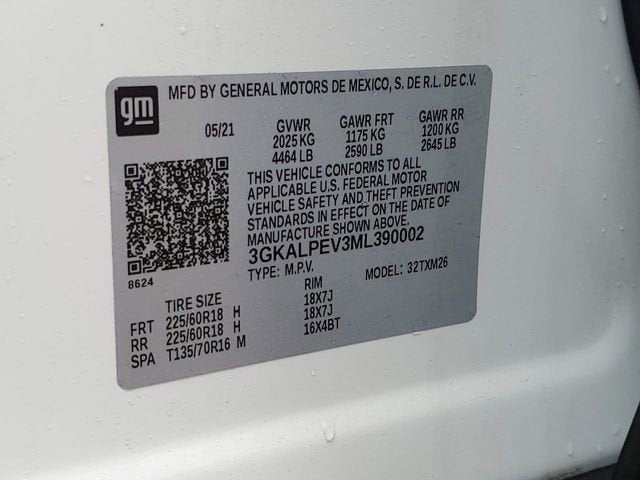 gm
MFD BY GENERAL MOTORS DE MEXICO, S. DE R.L. DE C.V.
05/21 GVWR GAWR FRT GAWR RR
2025 KG 1175 KG 1200 KG
4464 LB 2590 LB 2645 LB
THIS VEHICLE CONFORMS TO ALL
APPLICABLE U.S. FEDERAL MOTOR
VEHICLE SAFETY AND THEFT PREVENTION
STANDARDS IN EFFECT ON THE DATE OF
MANUFACTURE SHOWN ABOVE.
3GKALPEV3ML390002
8624
TYPE: M.P.V. MODEL: 32TXM26
TIRE SIZE RIM
FRT 225/60R18 H 18X7J
RR 225/60R18 H 18X7J
SPA T135/70R16 M 16X4BT